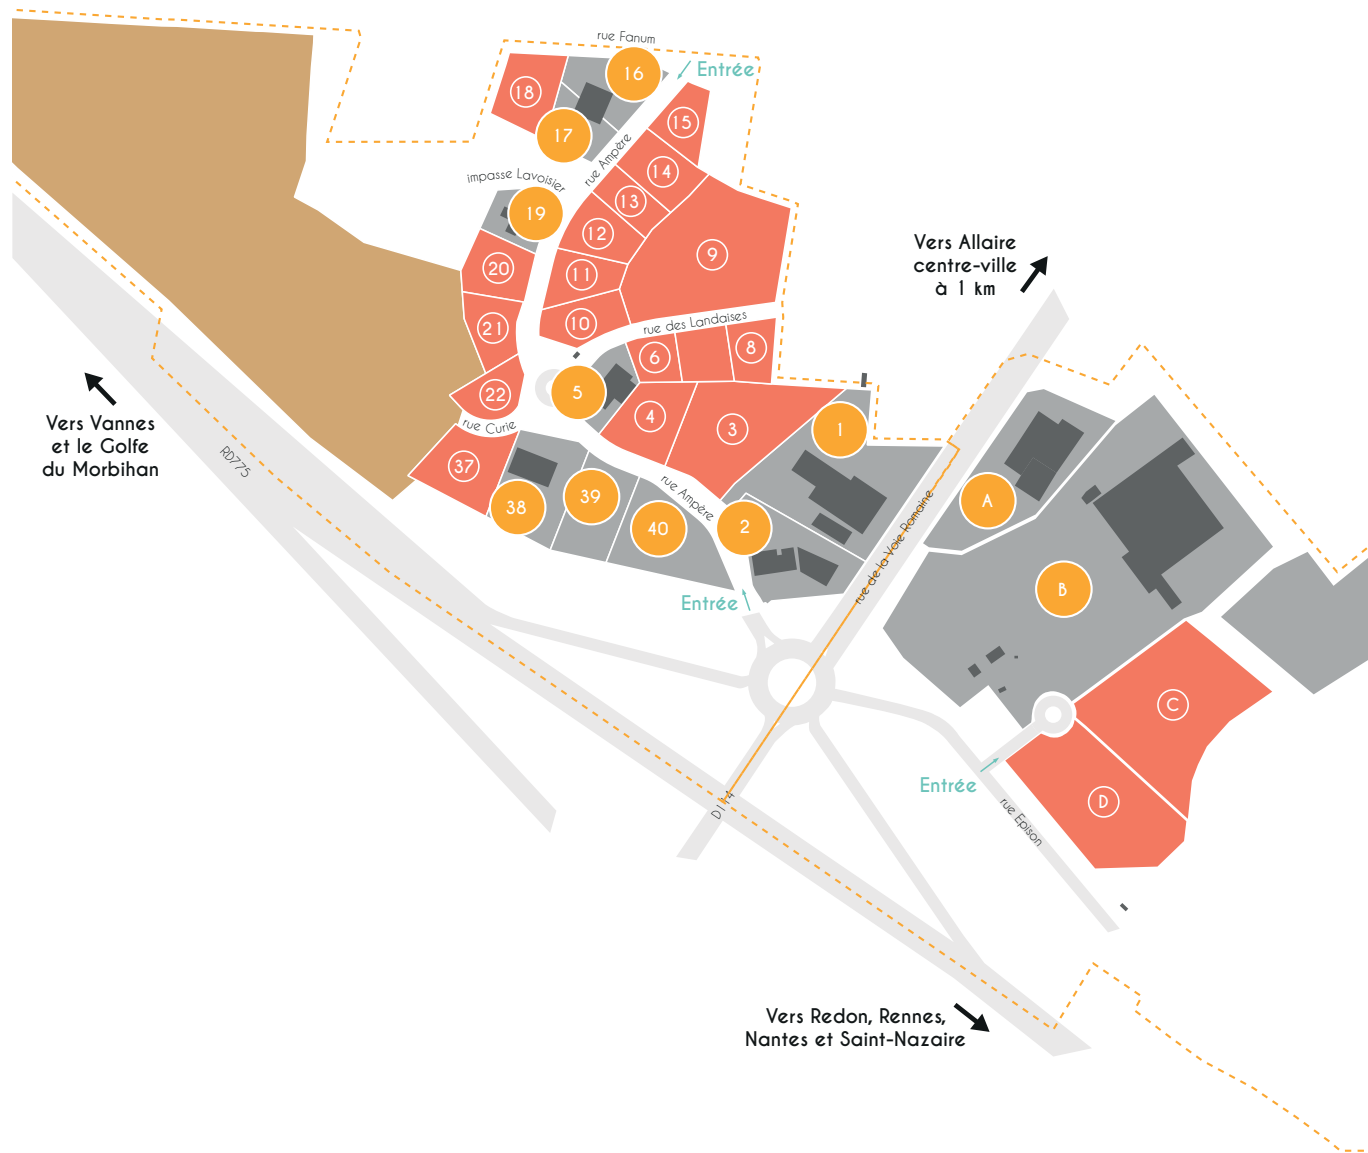 rue Fanum
16
Entrée
18
17
15
rue Ampère
14
impasse Lavoisier
13
19
12
9
Vers Allaire
centre-ville
à 1 km
20
11
10
rue des Landaises
21
6
8
5
22
4
3
1
rue Curie
Vers Vannes
et le Golfe
du Morbihan
RD775
37
38
39
40
rue Ampère
2
A
rue de la Voie Romaine
B
Entrée
C
D
Entrée
D114
rue Epison
Vers Redon, Rennes,
Nantes et Saint-Nazaire